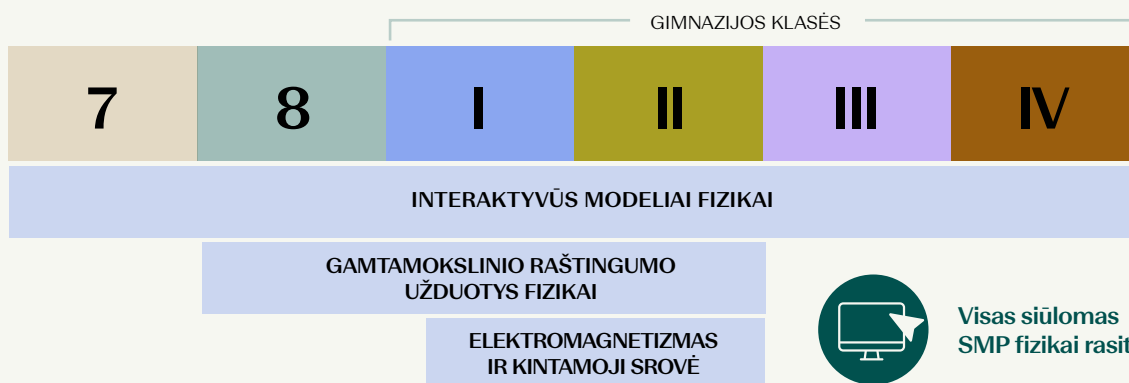 GIMNAZIJOS KLASĖS
7 8 I II III IV
INTERAKTYVŪS MODELIAI FIZIKAI
GAMTAMOKSLINIO RAŠTINGUMO
UŽDUOTYS FIZIKAI
ELEKTROMAGNETIZMAS
IR KINTAMOJI SROVĖ
Visas siūlomas
SMP fizikai rasit